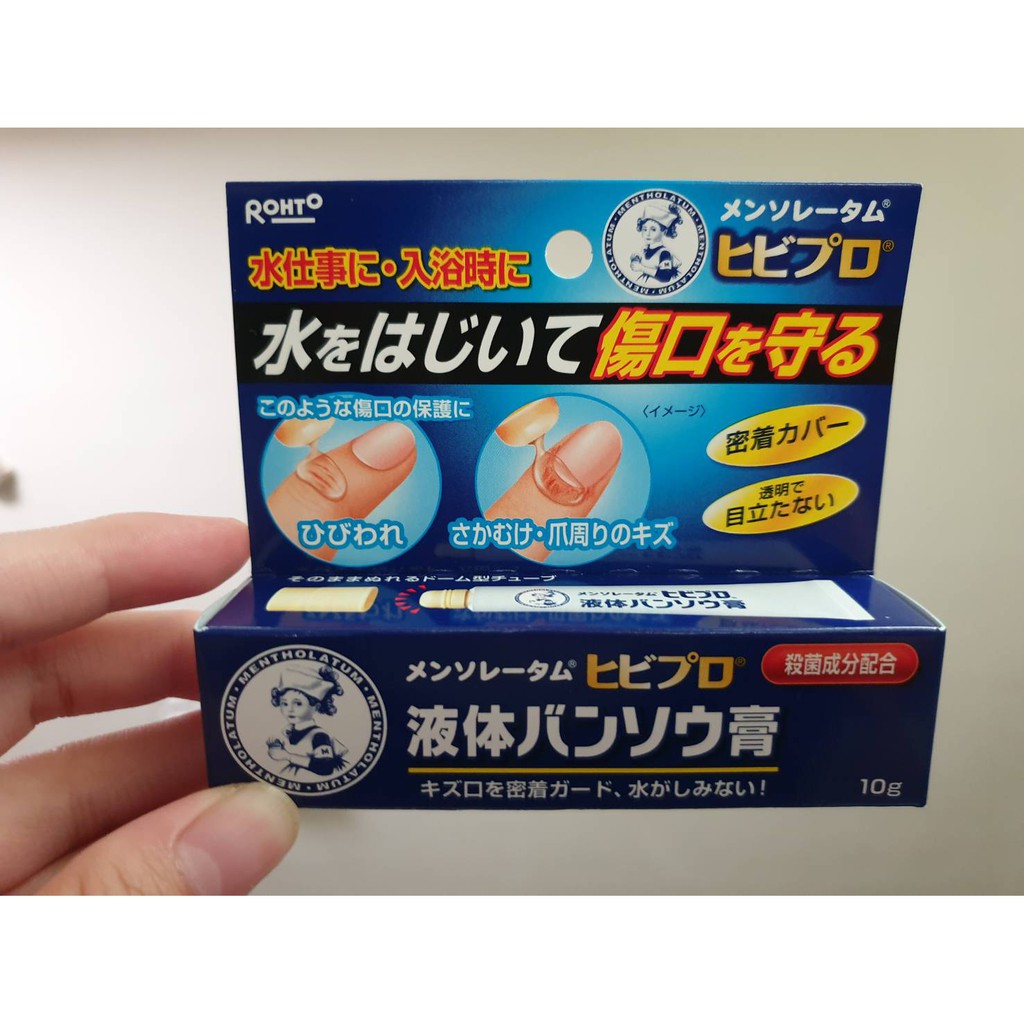 ROHTO
メンソレータム®
ヒビプロ®
MENTHOLATUM・MENTHOLATUM・MENTHOLATUM
水仕事に・入浴時に
水をはじいて傷口を守る
このような傷口の保護に
〈イメージ〉
ひびわれ
さかむけ・爪周りのキズ
密着カバー
透明で
目立たない
そのままぬれるドーム型チューブ
メンソレータム ヒビプロ
液体バンソウ膏
MENTHOLATUM・MENTHOLATUM・MENTHOLATUM
メンソレータム® ヒビプロ®
殺菌成分配合
液体バンソウ膏
キズ口を密着ガード、水がしみない!
10g